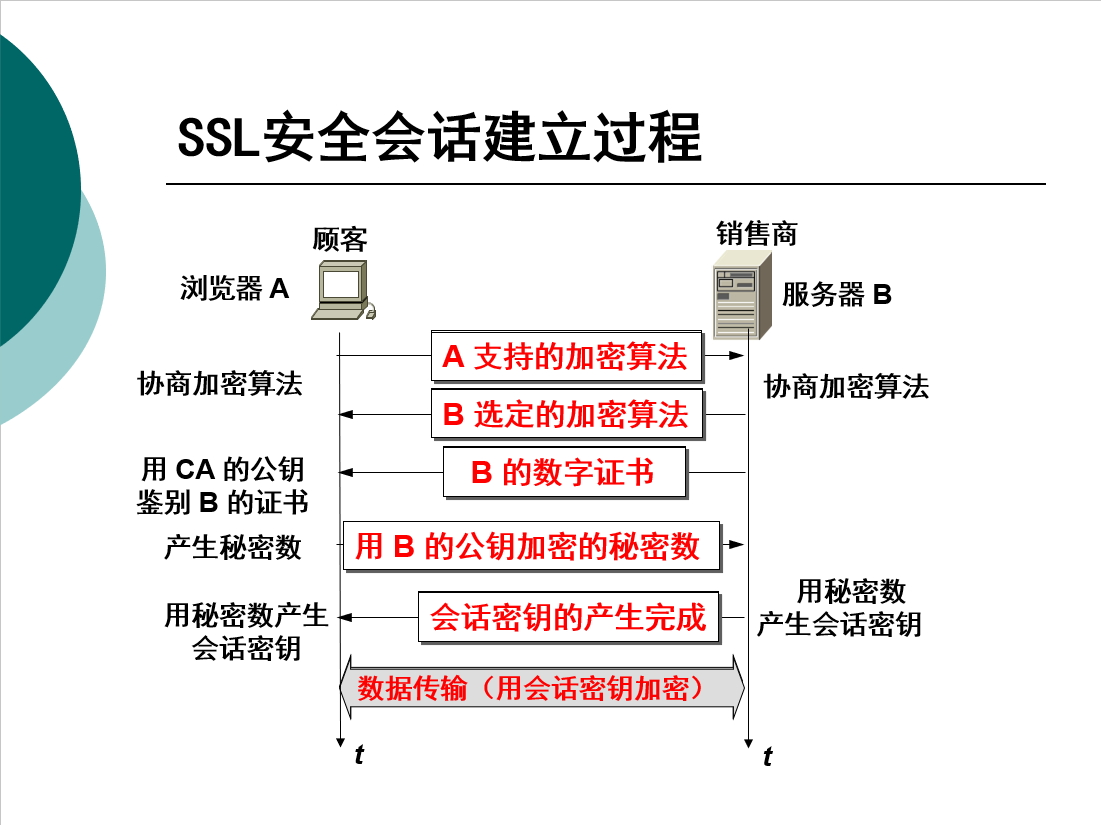 SSL安全会话建立过程
顾客
销售商
浏览器 A
服务器 B
A 支持的加密算法
协商加密算法
协商加密算法
B 选定的加密算法
用 CA 的公钥
鉴别 B 的证书
B 的数字证书
产生秘密数
用 B 的公钥加密的秘密数
用秘密数
产生会话密钥
用秘密数产生
会话密钥
会话密钥的产生完成
数据传输（用会话密钥加密）
t
t